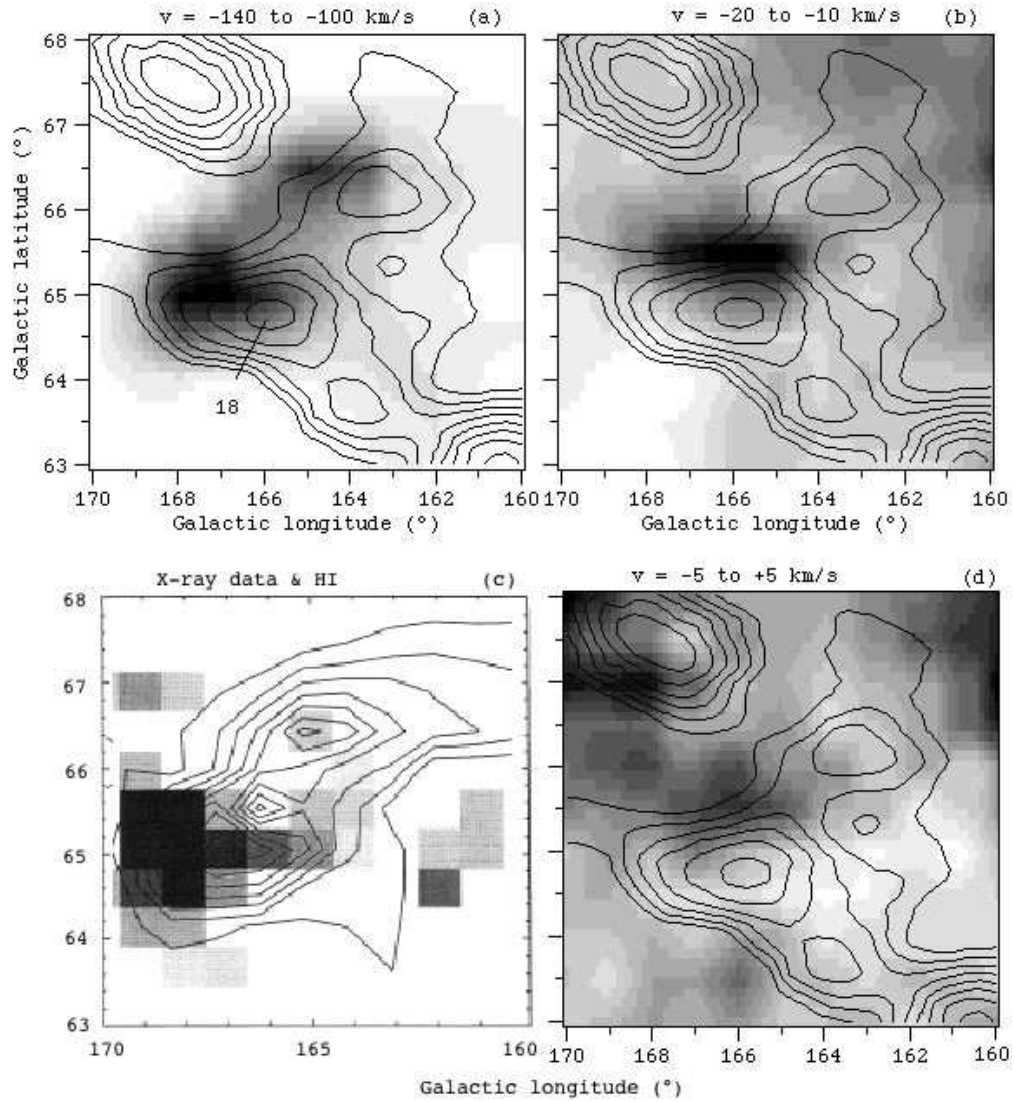 v = -140 to -100 km/s (a)
v = -20 to -10 km/s (b)
68
67
66
65
64
63
Galactic latitude (°)
18
170 168 166 164 162 160
170 168 166 164 162 160
Galactic longitude (°)
Galactic longitude (°)
X-ray data & HI (c)
v = -5 to +5 km/s (d)
68
67
66
65
64
63
170 165 160
170 168 166 164 162 160
Galactic longitude (°)